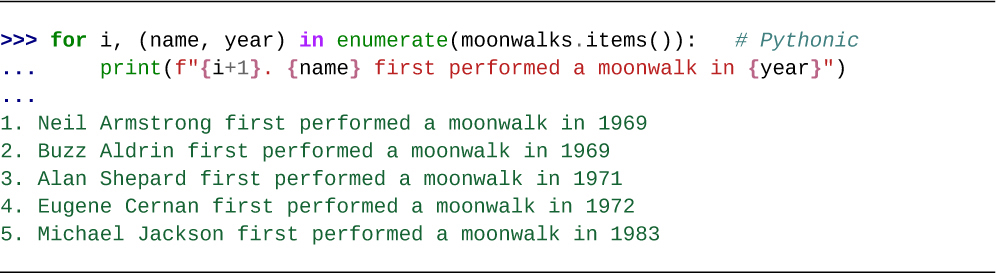 >>> for i, (name, year) in enumerate(moonwalks.items()):   # Pythonic
...     print(f"{i+1}. {name} first performed a moonwalk in {year}")
...
1. Neil Armstrong first performed a moonwalk in 1969
2. Buzz Aldrin first performed a moonwalk in 1969
3. Alan Shepard first performed a moonwalk in 1971
4. Eugene Cernan first performed a moonwalk in 1972
5. Michael Jackson first performed a moonwalk in 1983